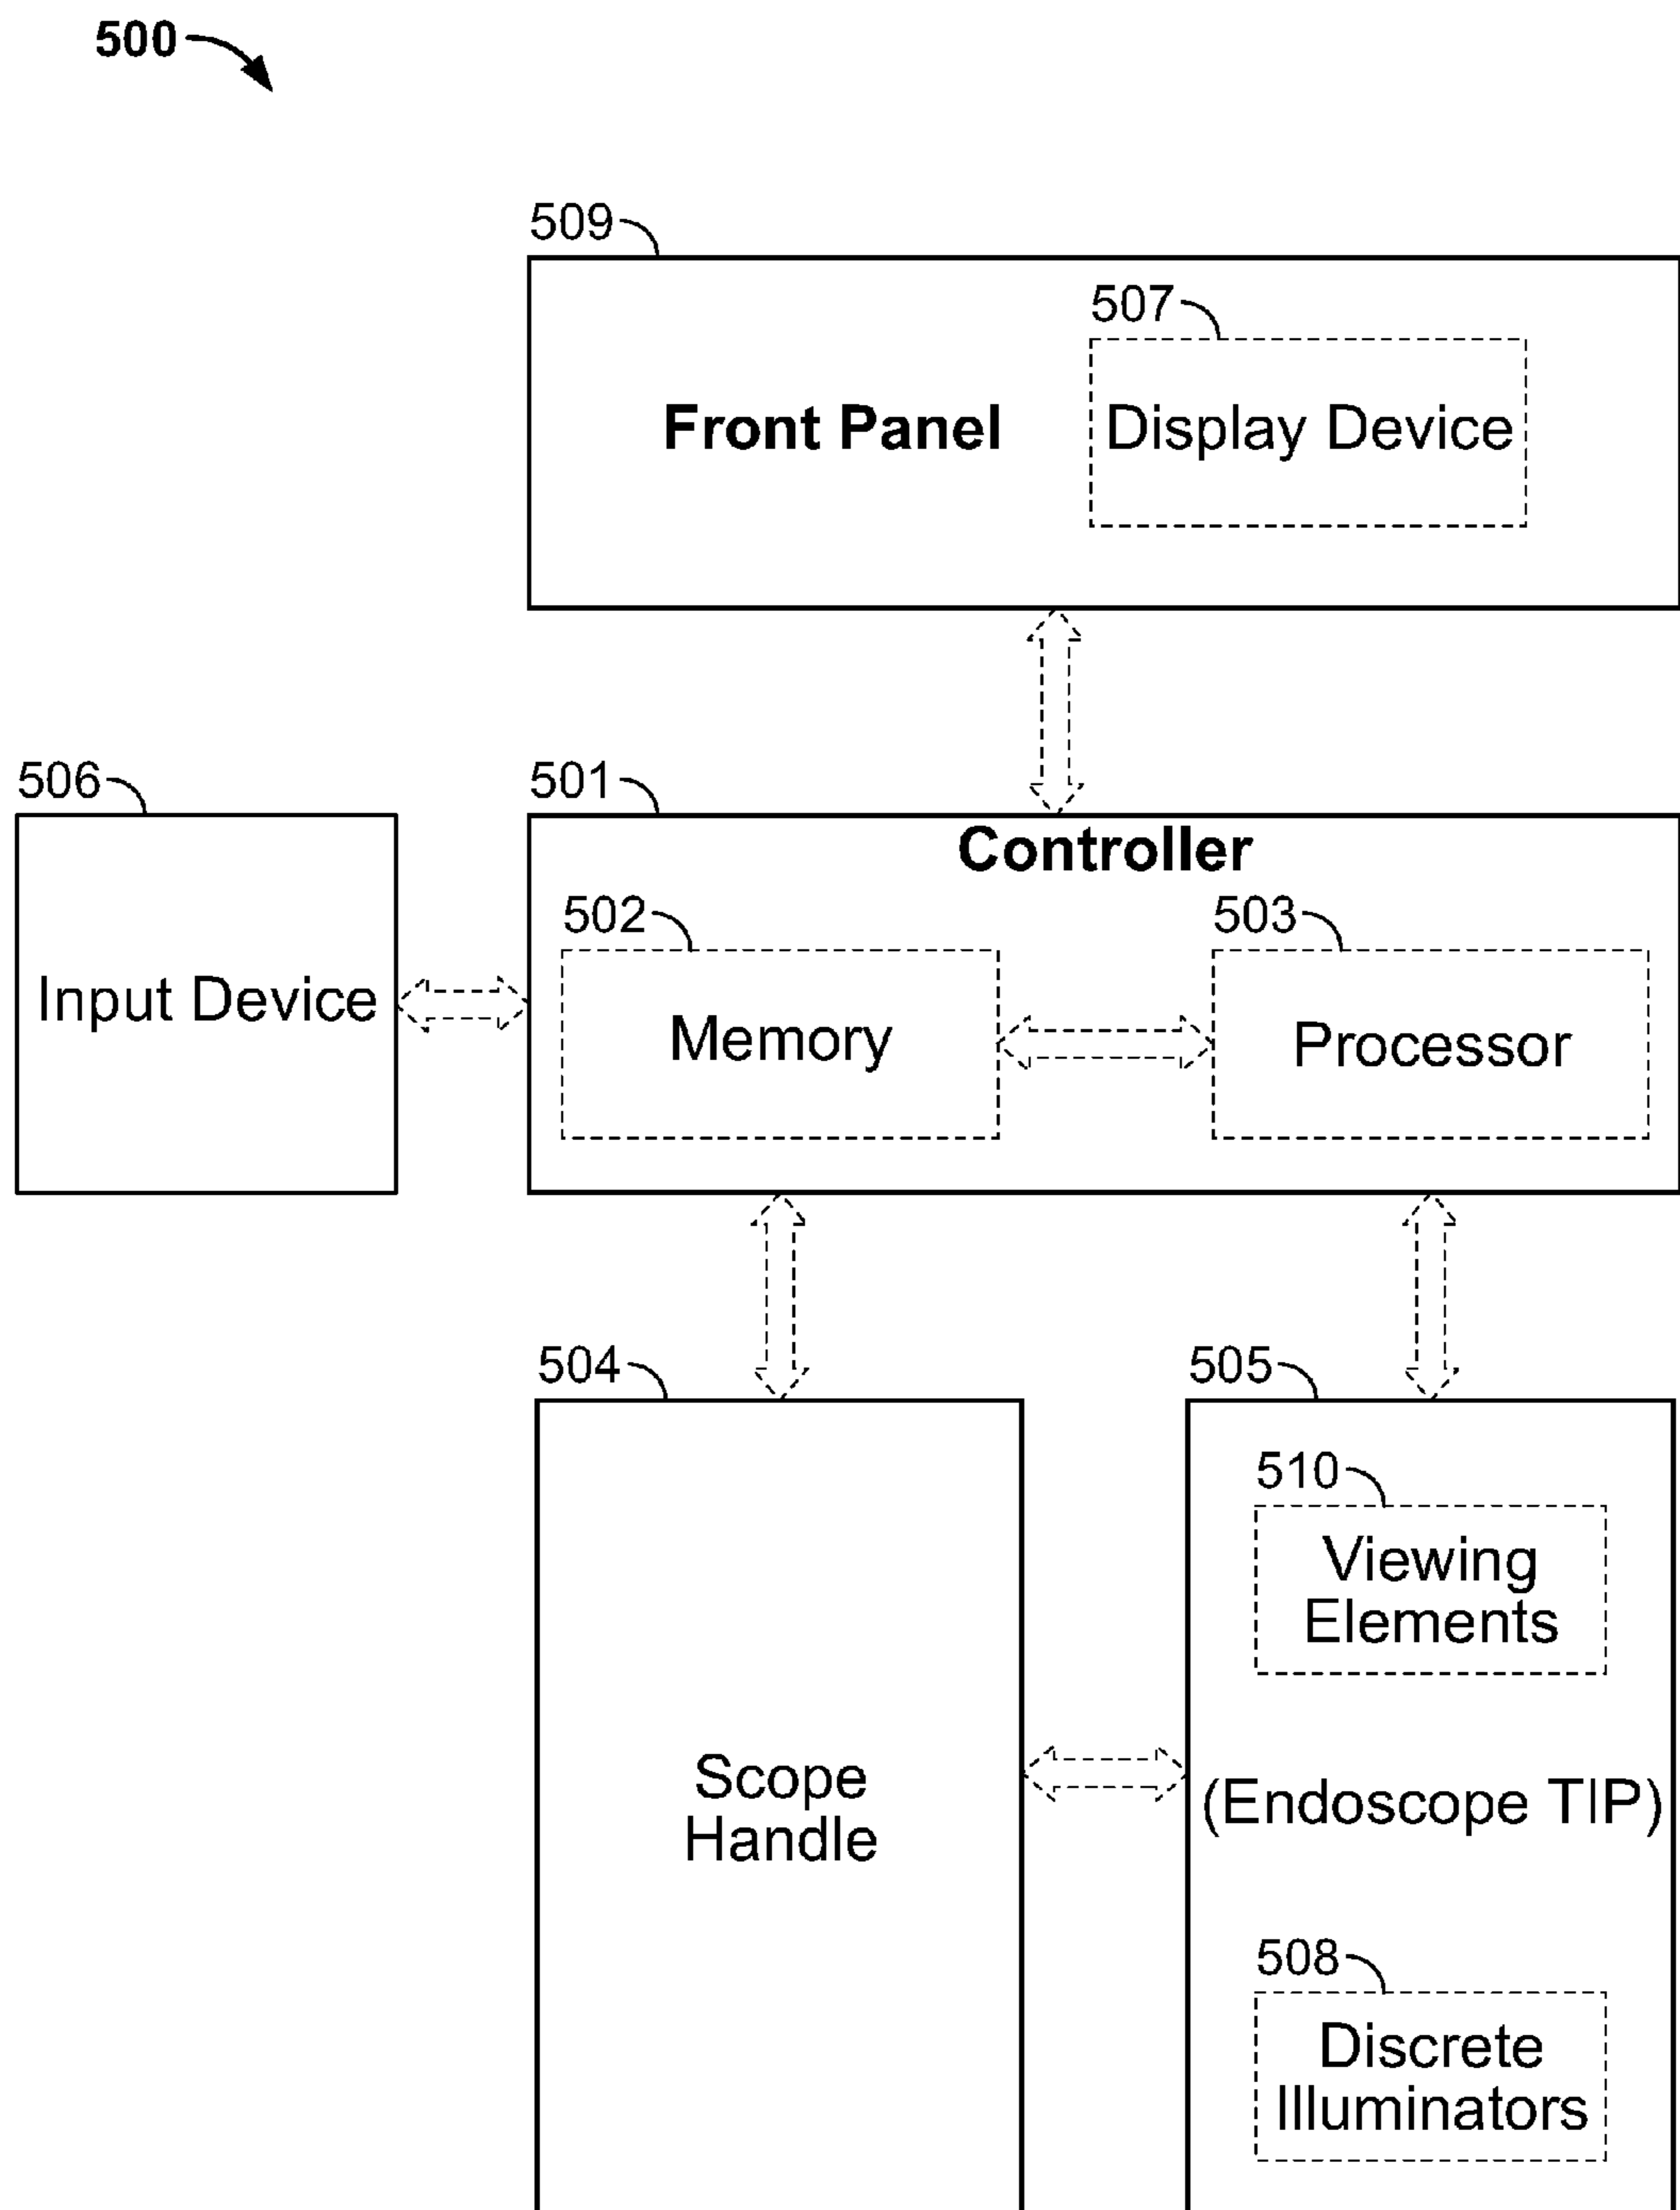 500
509
507
Front Panel
Display Device
506
501
Controller
502
503
Input Device
Memory
Processor
504
505
510
Viewing
Elements
Scope
Handle
(Endoscope TIP)
508
Discrete
Illuminators